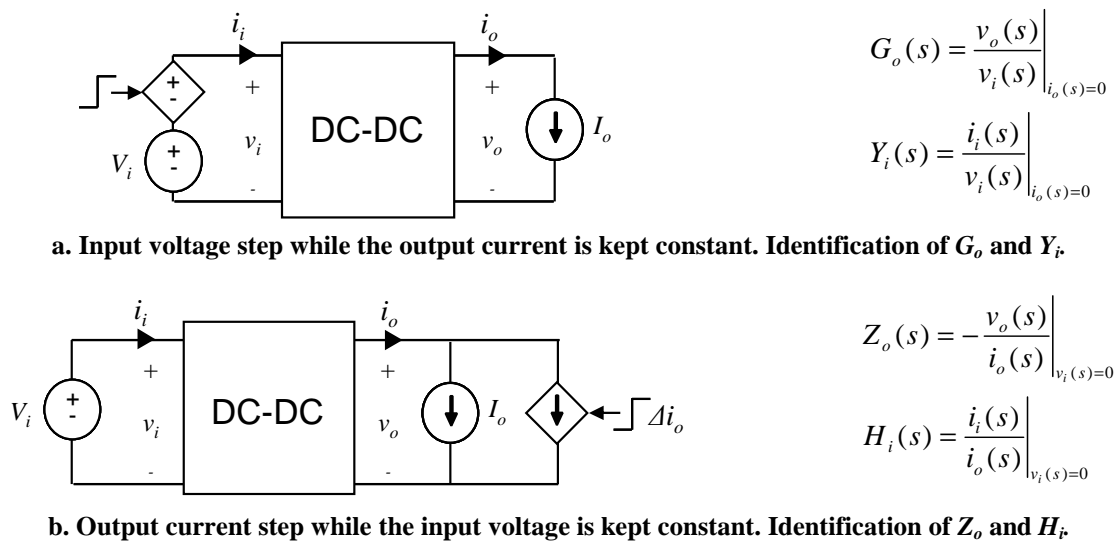 i_i
i_o
G_o(s) = v_o(s) / v_i(s) |_{i_o(s)=0}
+ +
+
-
DC-DC
v_i
v_o
I_o
V_i
+
-
- -
Y_i(s) = i_i(s) / v_i(s) |_{i_o(s)=0}
a. Input voltage step while the output current is kept constant. Identification of G_o and Y_i.
i_i
i_o
Z_o(s) = − v_o(s) / i_o(s) |_{v_i(s)=0}
+ +
V_i
+
-
v_i
DC-DC
v_o
I_o
Δi_o
- -
H_i(s) = i_i(s) / i_o(s) |_{v_i(s)=0}
b. Output current step while the input voltage is kept constant. Identification of Z_o and H_i.